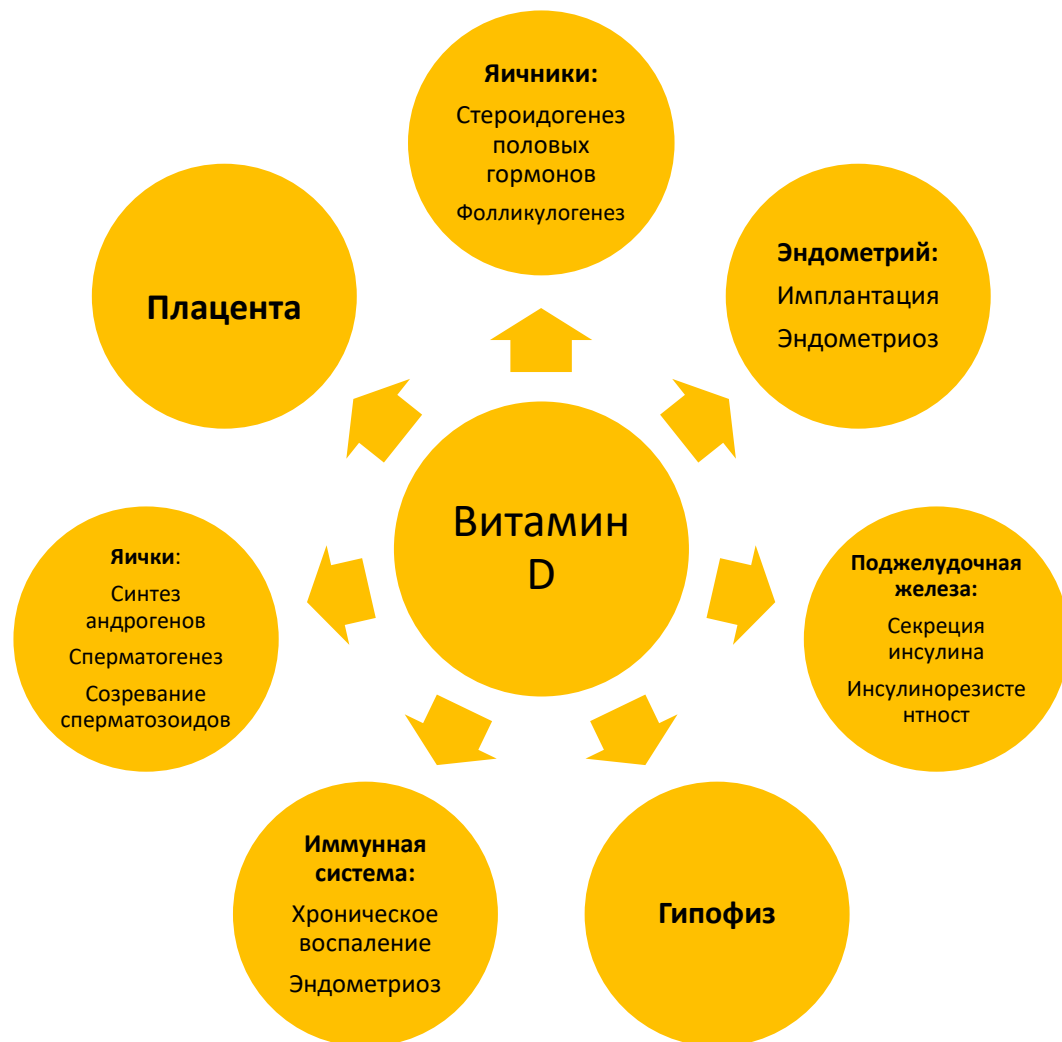 Яичники:
Стероидогенез
половых
гормонов
Фолликулогенез
Эндометрий:
Имплантация
Эндометриоз
Плацента
Витамин
D
Поджелудочная
железа:
Секреция
инсулина
Инсулинорезисте
нтност
Яички:
Синтез
андрогенов
Сперматогенез
Созревание
сперматозоидов
Иммунная
система:
Хроническое
воспаление
Эндометриоз
Гипофиз